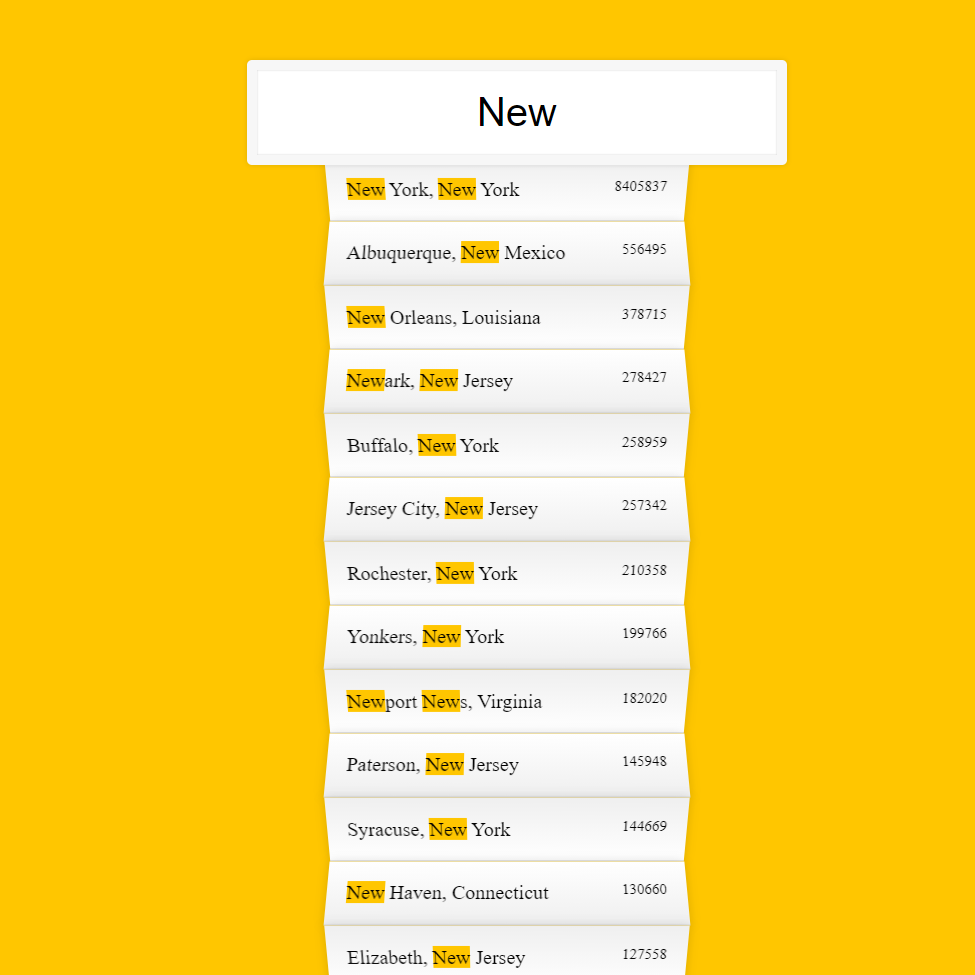 New
New York, New York 8405837
Albuquerque, New Mexico 556495
New Orleans, Louisiana 378715
Newark, New Jersey 278427
Buffalo, New York 258959
Jersey City, New Jersey 257342
Rochester, New York 210358
Yonkers, New York 199766
Newport News, Virginia 182020
Paterson, New Jersey 145948
Syracuse, New York 144669
New Haven, Connecticut 130660
Elizabeth, New Jersey 127558